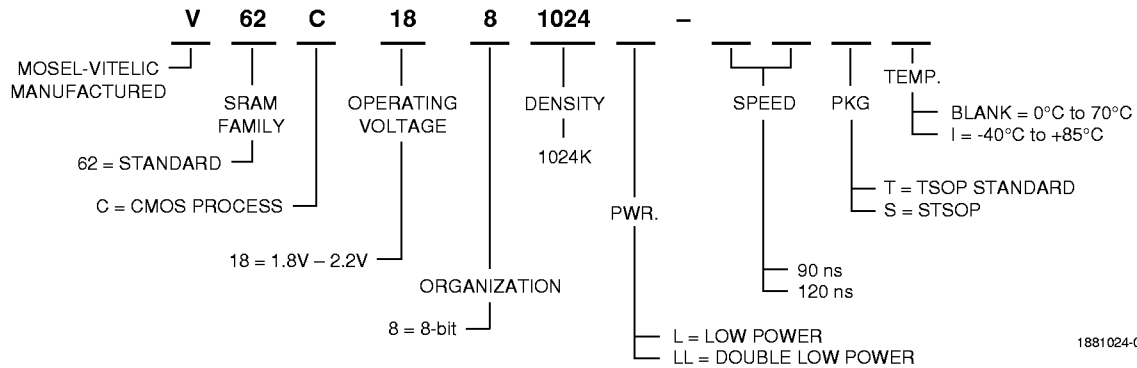 V 62 C 18 8 1024 –
MOSEL-VITELIC
MANUFACTURED
SRAM
FAMILY
62 = STANDARD
C = CMOS PROCESS
OPERATING
VOLTAGE
18 = 1.8V – 2.2V
ORGANIZATION
8 = 8-bit
DENSITY
1024K
PWR.
L = LOW POWER
LL = DOUBLE LOW POWER
SPEED
90 ns
120 ns
PKG
T = TSOP STANDARD
S = STSOP
TEMP.
BLANK = 0°C to 70°C
I = -40°C to +85°C